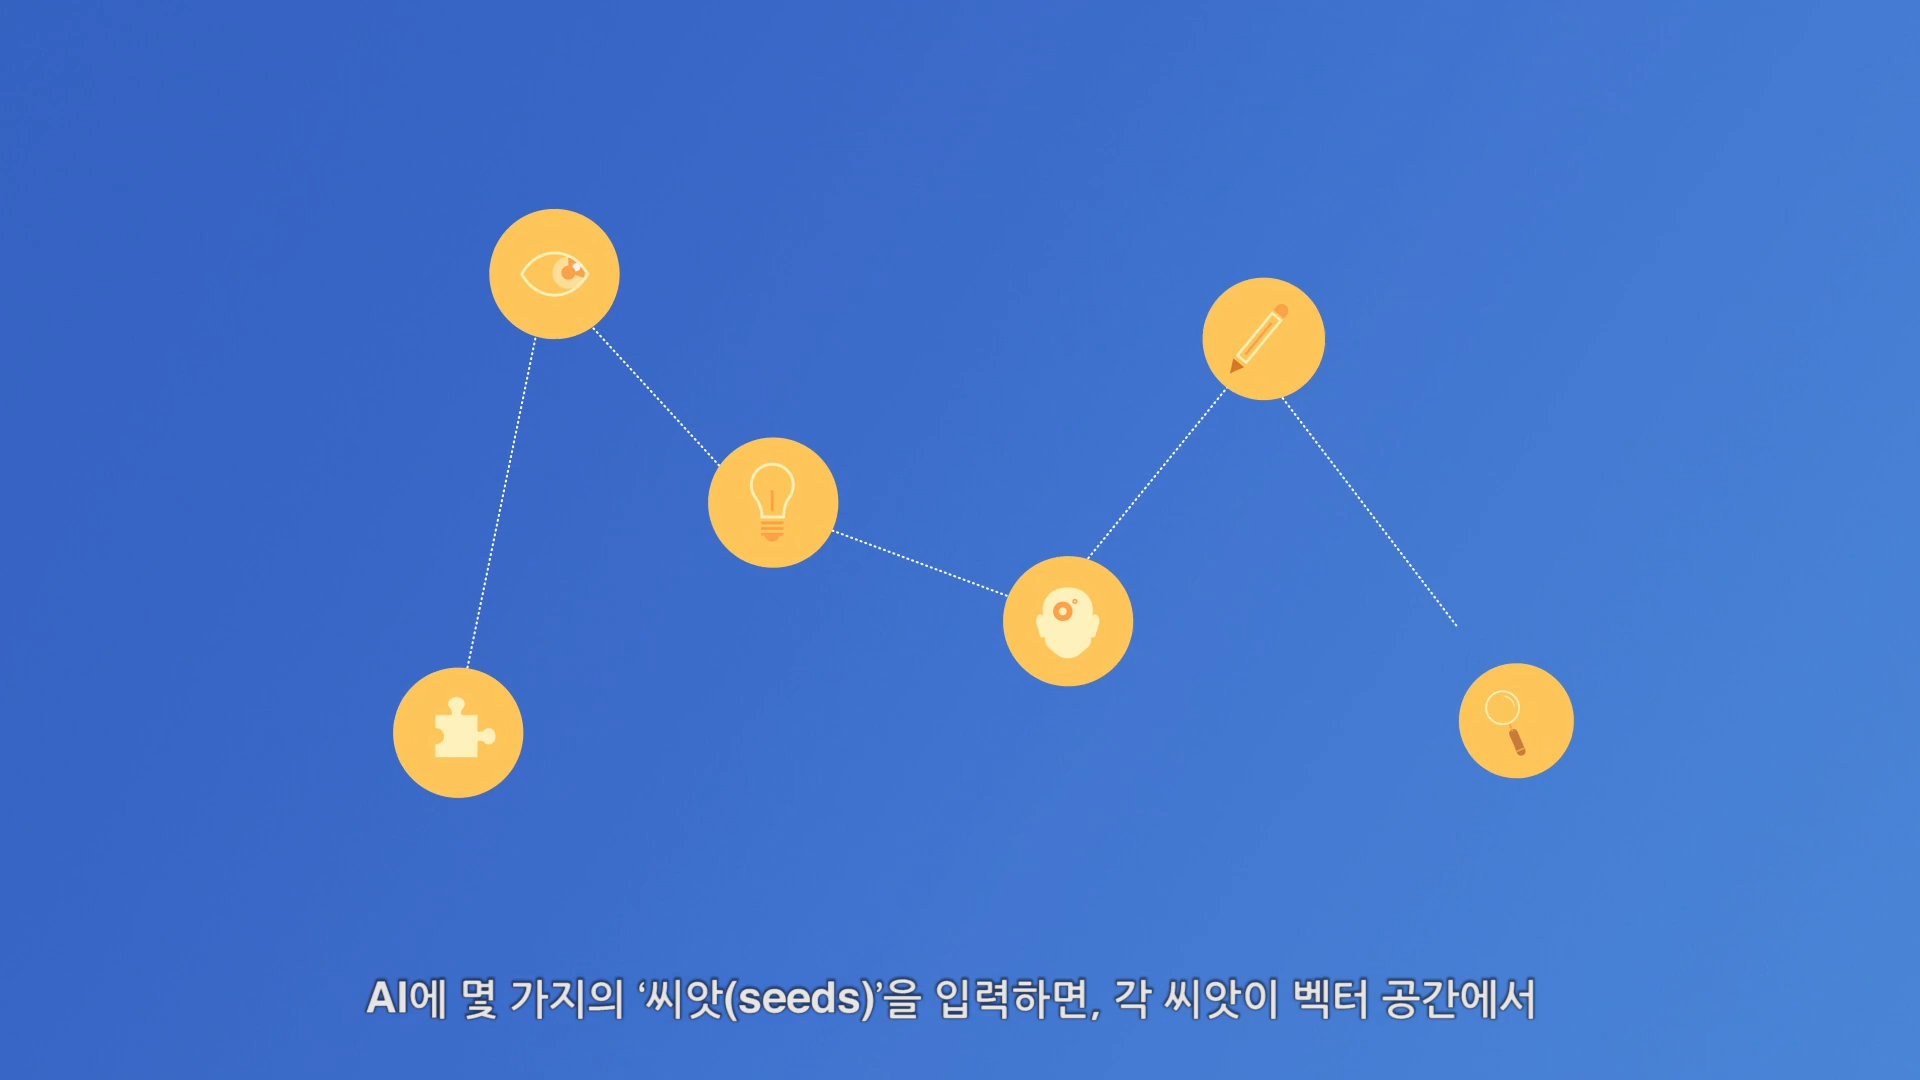 AI에 몇 가지의 ‘씨앗(seeds)’을 입력하면, 각 씨앗이 벡터 공간에서